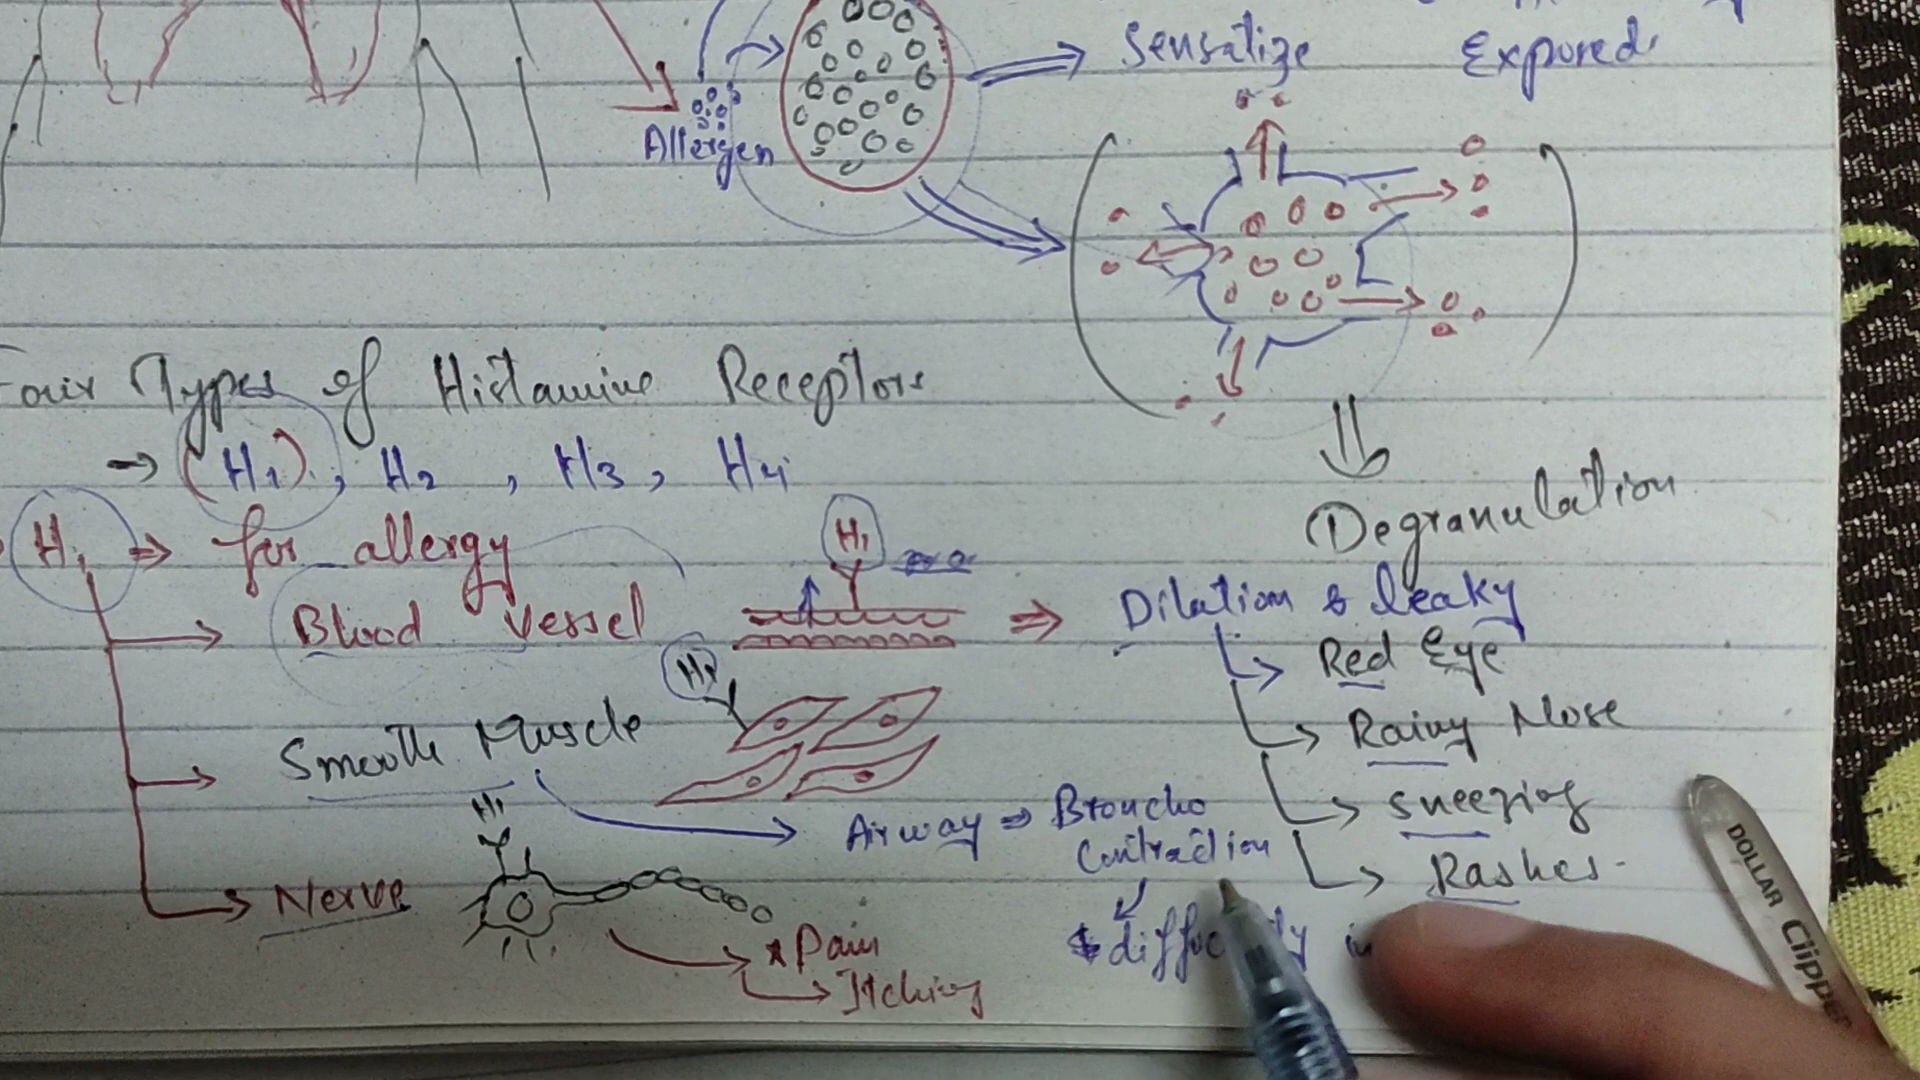 Sensatize Expored
Allergen
Four Types of Histamine Receptors
→ (H1), H2, H3, H4
Degranulation
H1 ⇒ for allergy
H1
Blood Vessel ⇒ Dilation & leaky
Red Eye
H1
Smooth Muscle
Rainy Nose
Airway ⇒ Broncho
Contraction
Sneezing
H1
Rashes
Nerve
Pain
Itching
DOLLAR Clipper